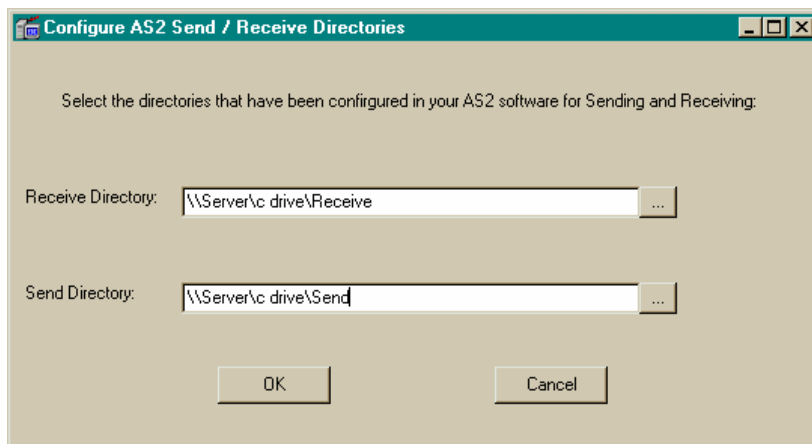 Configure AS2 Send / Receive Directories
Select the directories that have been confirgured in your AS2 software for Sending and Receiving:
Receive Directory: \\Server\c drive\Receive ...
Send Directory: \\Server\c drive\Send ...
OK Cancel